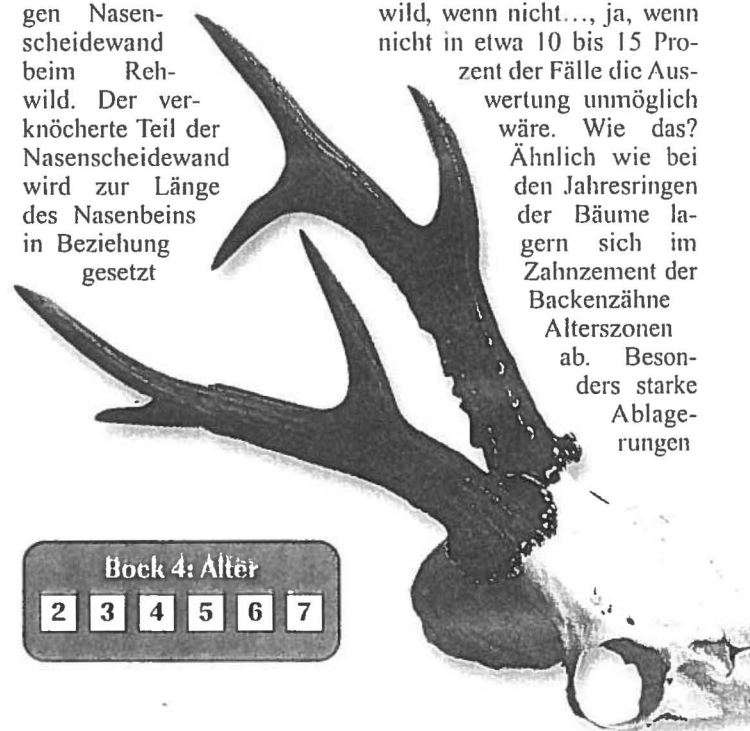 gen Nasen-
scheidewand
beim Reh-
wild. Der ver-
knöcherte Teil der
Nasenscheidewand
wird zur Länge
des Nasenbeins
in Beziehung
gesetzt
wild, wenn nicht…, ja, wenn
nicht in etwa 10 bis 15 Pro-
zent der Fälle die Aus-
wertung unmöglich
wäre. Wie das?
Ähnlich wie bei
den Jahresringen
der Bäume la-
gern sich im
Zahnzement der
Backenzähne
Alterszonen
ab. Beson-
ders starke
Ablage-
rungen
Bock 4: Alter
2 3 4 5 6 7